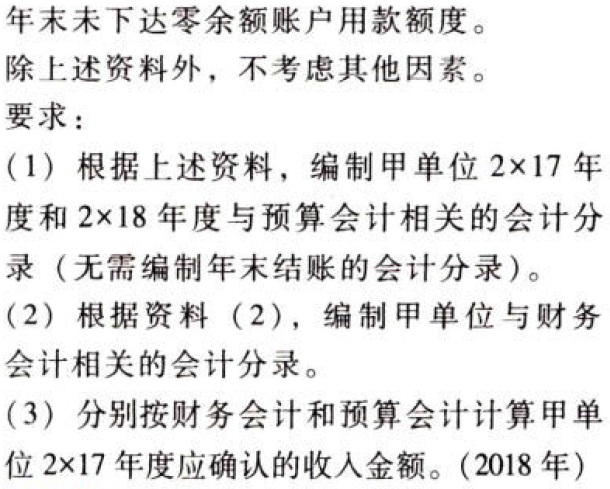 年末未下达零余额账户用款额度。
除上述资料外，不考虑其他因素。
要求：
(1) 根据上述资料，编制甲单位 2×17 年
度和 2×18 年度与预算会计相关的会计分
录（无需编制年末结账的会计分录）。
(2) 根据资料（2），编制甲单位与财务
会计相关的会计分录。
(3) 分别按财务会计和预算会计计算甲单
位 2×17 年度应确认的收入金额。(2018 年)